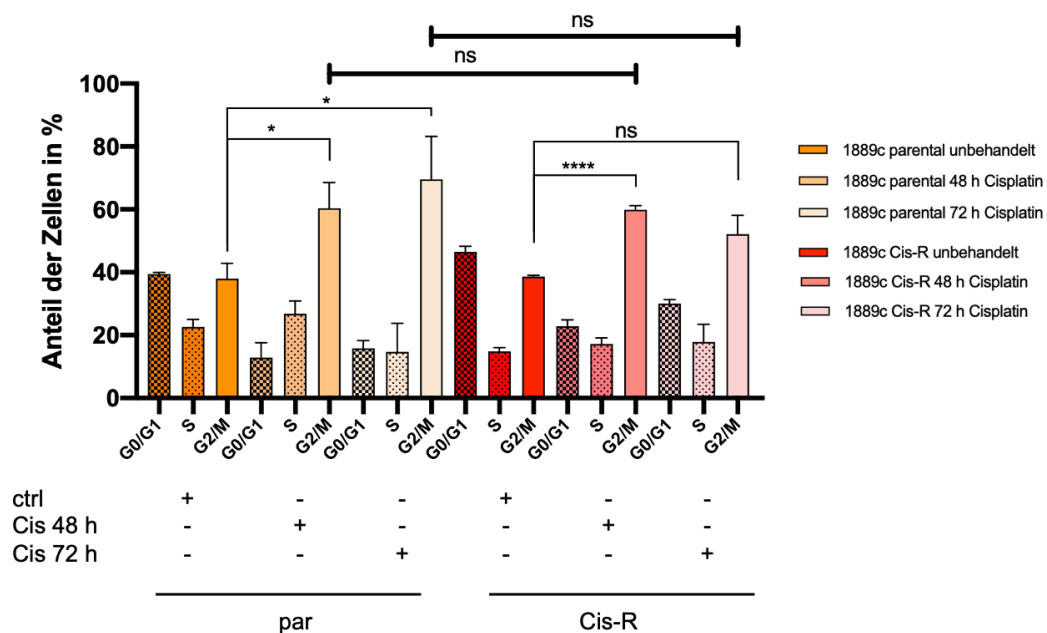 ns
ns
Anteil der Zellen in %
100
80
60
40
20
0
*
*
****
ns
G0/G1 S G2/M G0/G1 S G2/M G0/G1 S G2/M G0/G1 S G2/M G0/G1 S G2/M G0/G1 S G2/M
1889c parental unbehandelt
1889c parental 48 h Cisplatin
1889c parental 72 h Cisplatin
1889c Cis-R unbehandelt
1889c Cis-R 48 h Cisplatin
1889c Cis-R 72 h Cisplatin
ctrl + - - + - -
Cis 48 h - + - - + -
Cis 72 h - - + - - +
par Cis-R